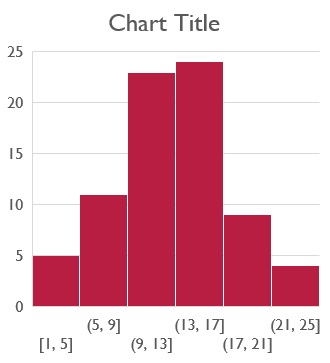 Chart Title
25
20
15
10
5
0
(5, 9] (13, 17] (21, 25]
[1, 5] (9, 13] (17, 21]